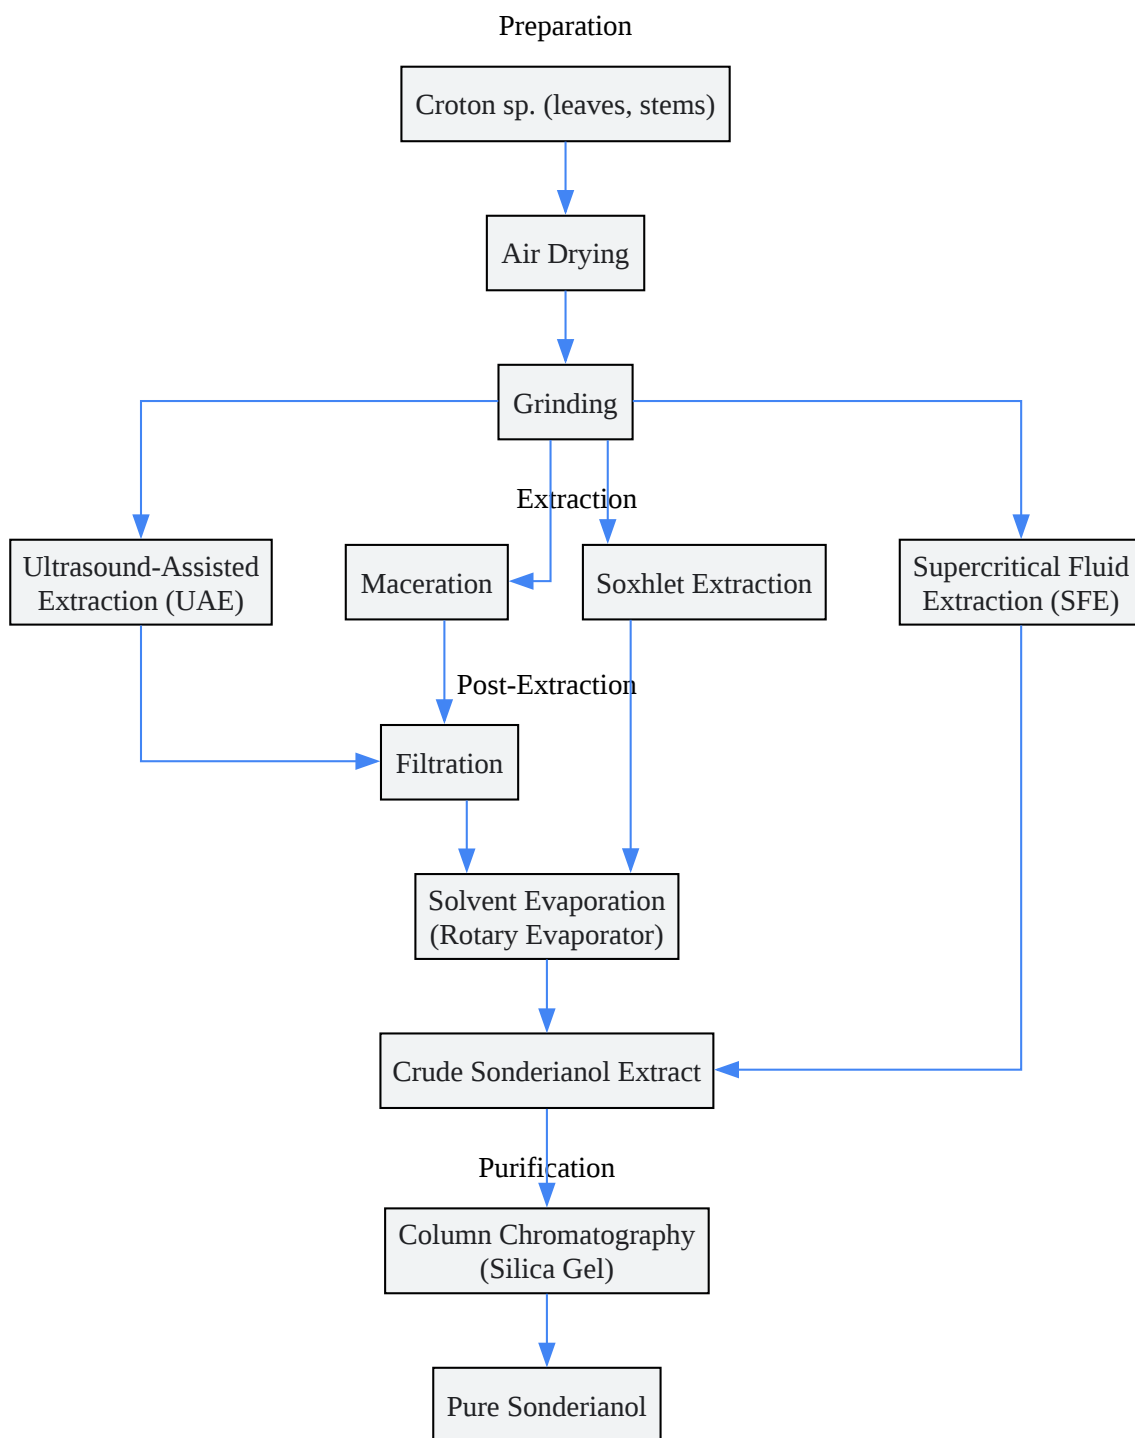 Preparation
Croton sp. (leaves, stems)
Air Drying
Grinding
Extraction
Ultrasound-Assisted
Extraction (UAE)
Maceration
Soxhlet Extraction
Supercritical Fluid
Extraction (SFE)
Post-Extraction
Filtration
Solvent Evaporation
(Rotary Evaporator)
Crude Sonderianol Extract
Purification
Column Chromatography
(Silica Gel)
Pure Sonderianol